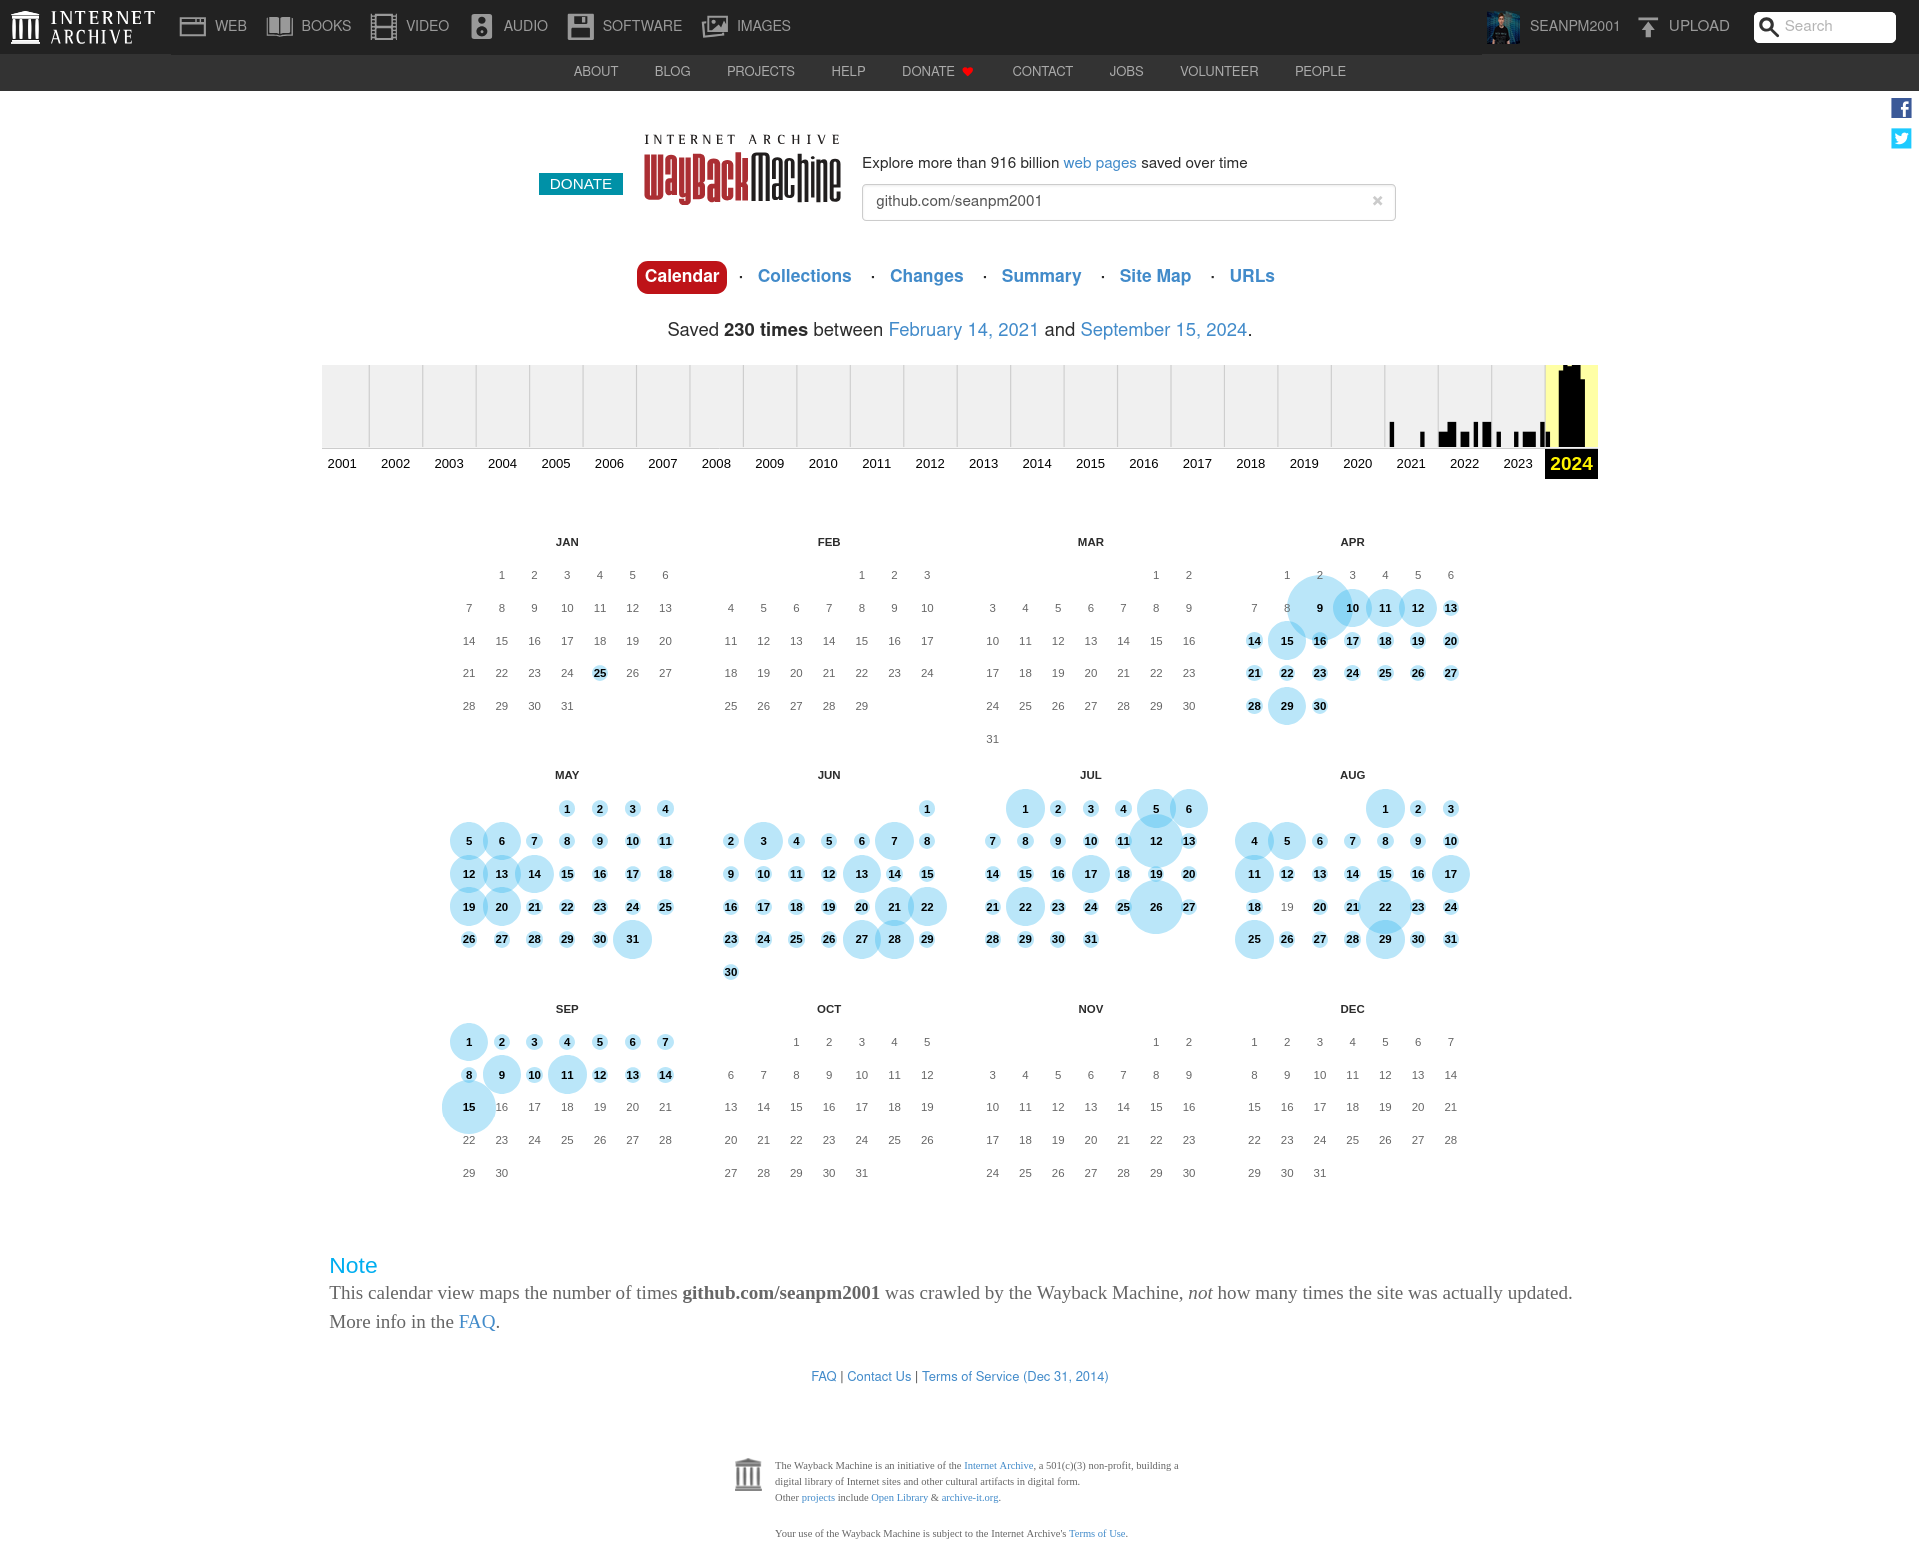 INTERNET ARCHIVE WEB BOOKS VIDEO AUDIO SOFTWARE IMAGES SEANPM2001 UPLOAD Search
ABOUT BLOG PROJECTS HELP DONATE CONTACT JOBS VOLUNTEER PEOPLE
DONATE
INTERNET ARCHIVE
WayBackMachine
Explore more than 916 billion web pages saved over time
github.com/seanpm2001 ×
Calendar · Collections · Changes · Summary · Site Map · URLs
Saved 230 times between February 14, 2021 and September 15, 2024.
2001 2002 2003 2004 2005 2006 2007 2008 2009 2010 2011 2012 2013 2014 2015 2016 2017 2018 2019 2020 2021 2022 2023 2024
JAN FEB MAR APR
1 2 3 4 5 6 1 2 3 1 2 1 2 3 4 5 6
7 8 9 10 11 12 13 4 5 6 7 8 9 10 3 4 5 6 7 8 9 7 8 9 10 11 12 13
14 15 16 17 18 19 20 11 12 13 14 15 16 17 10 11 12 13 14 15 16 14 15 16 17 18 19 20
21 22 23 24 25 26 27 18 19 20 21 22 23 24 17 18 19 20 21 22 23 21 22 23 24 25 26 27
28 29 30 31 25 26 27 28 29 24 25 26 27 28 29 30 28 29 30
31
MAY JUN JUL AUG
1 2 3 4 1 1 2 3 4 5 6 1 2 3
5 6 7 8 9 10 11 2 3 4 5 6 7 8 7 8 9 10 11 12 13 4 5 6 7 8 9 10
12 13 14 15 16 17 18 9 10 11 12 13 14 15 14 15 16 17 18 19 20 11 12 13 14 15 16 17
19 20 21 22 23 24 25 16 17 18 19 20 21 22 21 22 23 24 25 26 27 18 19 20 21 22 23 24
26 27 28 29 30 31 23 24 25 26 27 28 29 28 29 30 31 25 26 27 28 29 30 31
30
SEP OCT NOV DEC
1 2 3 4 5 6 7 1 2 3 4 5 1 2 1 2 3 4 5 6 7
8 9 10 11 12 13 14 6 7 8 9 10 11 12 3 4 5 6 7 8 9 8 9 10 11 12 13 14
15 16 17 18 19 20 21 13 14 15 16 17 18 19 10 11 12 13 14 15 16 15 16 17 18 19 20 21
22 23 24 25 26 27 28 20 21 22 23 24 25 26 17 18 19 20 21 22 23 22 23 24 25 26 27 28
29 30 27 28 29 30 31 24 25 26 27 28 29 30 29 30 31
Note
This calendar view maps the number of times github.com/seanpm2001 was crawled by the Wayback Machine, not how many times the site was actually updated.
More info in the FAQ.
FAQ | Contact Us | Terms of Service (Dec 31, 2014)
The Wayback Machine is an initiative of the Internet Archive, a 501(c)(3) non-profit, building a
digital library of Internet sites and other cultural artifacts in digital form.
Other projects include Open Library & archive-it.org.
Your use of the Wayback Machine is subject to the Internet Archive's Terms of Use.